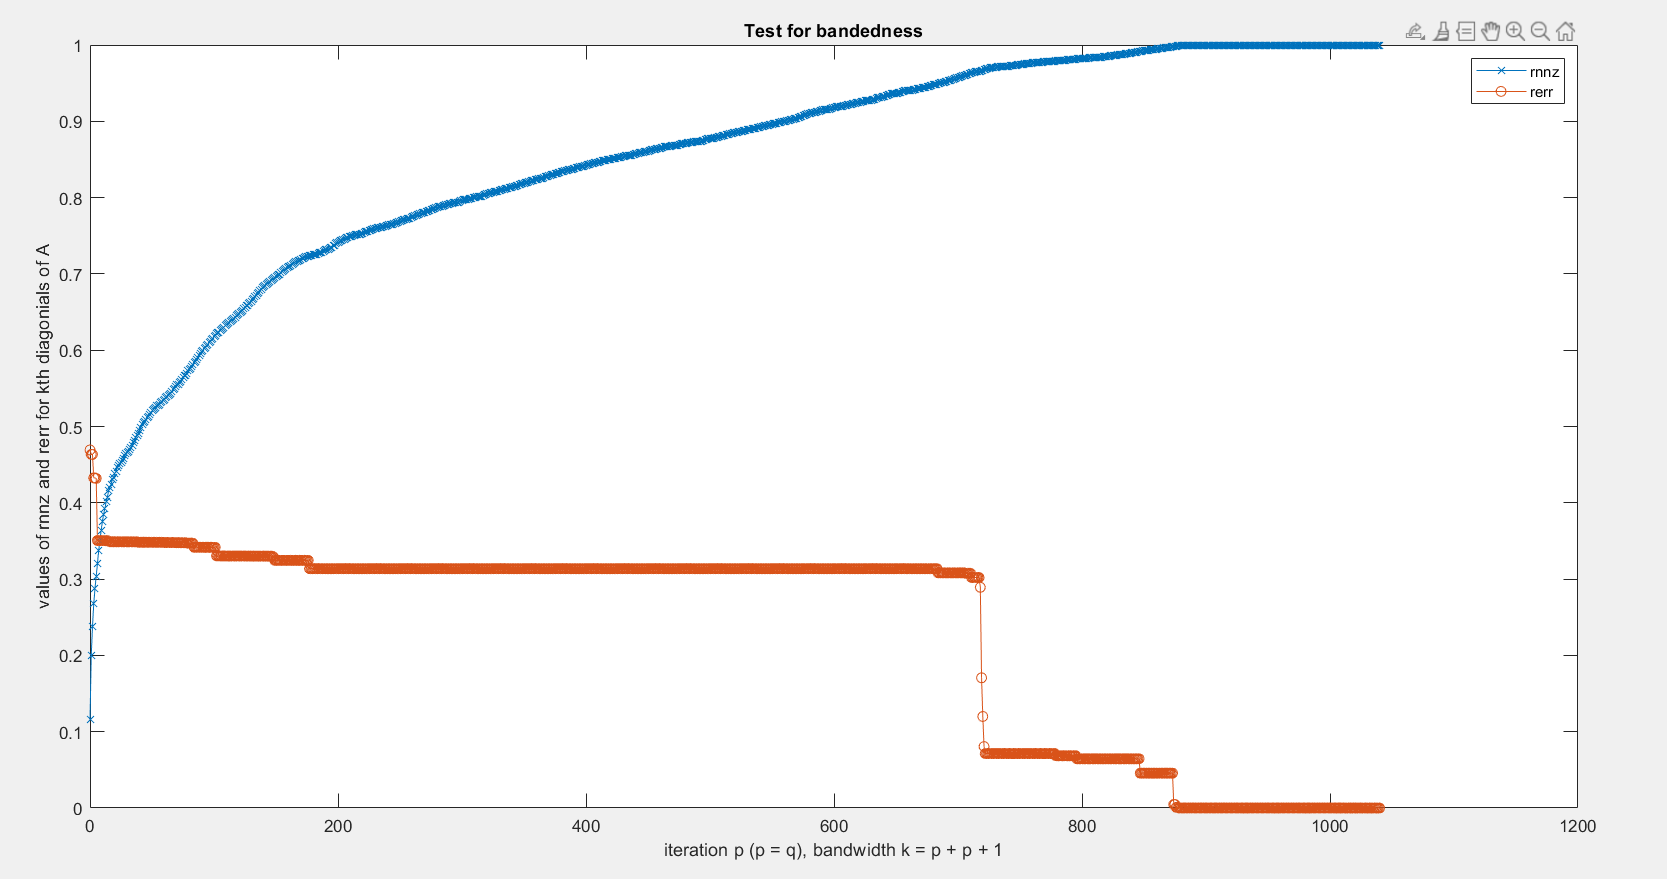 Test for bandedness
rnnz
rerr
values of rnnz and rerr for kth diagonials of A
1
0.9
0.8
0.7
0.6
0.5
0.4
0.3
0.2
0.1
0
0 200 400 600 800 1000 1200
iteration p (p = q), bandwidth k = p + p + 1